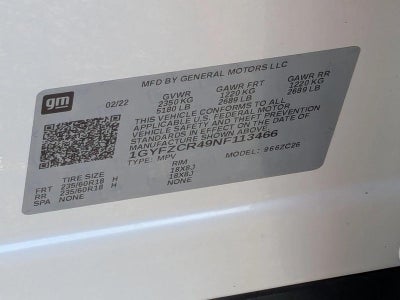 gm
MFD BY GENERAL MOTORS LLC
02/22 GVWR GAWR FRT GAWR RR
2350 KG 1220 KG 1220 KG
5180 LB 2689 LB 2689 LB
THIS VEHICLE CONFORMS TO ALL
APPLICABLE U.S. FEDERAL MOTOR
VEHICLE SAFETY AND THEFT PREVENTION
STANDARDS IN EFFECT ON THE DATE OF
MANUFACTURE SHOWN ABOVE.
1GYFZCR49NF113466
TYPE: MPV MODEL: 966ZC26
TIRE SIZE RIM
FRT 235/60R18 H 18X8J
RR 235/60R18 H 18X8J
SPA NONE NONE